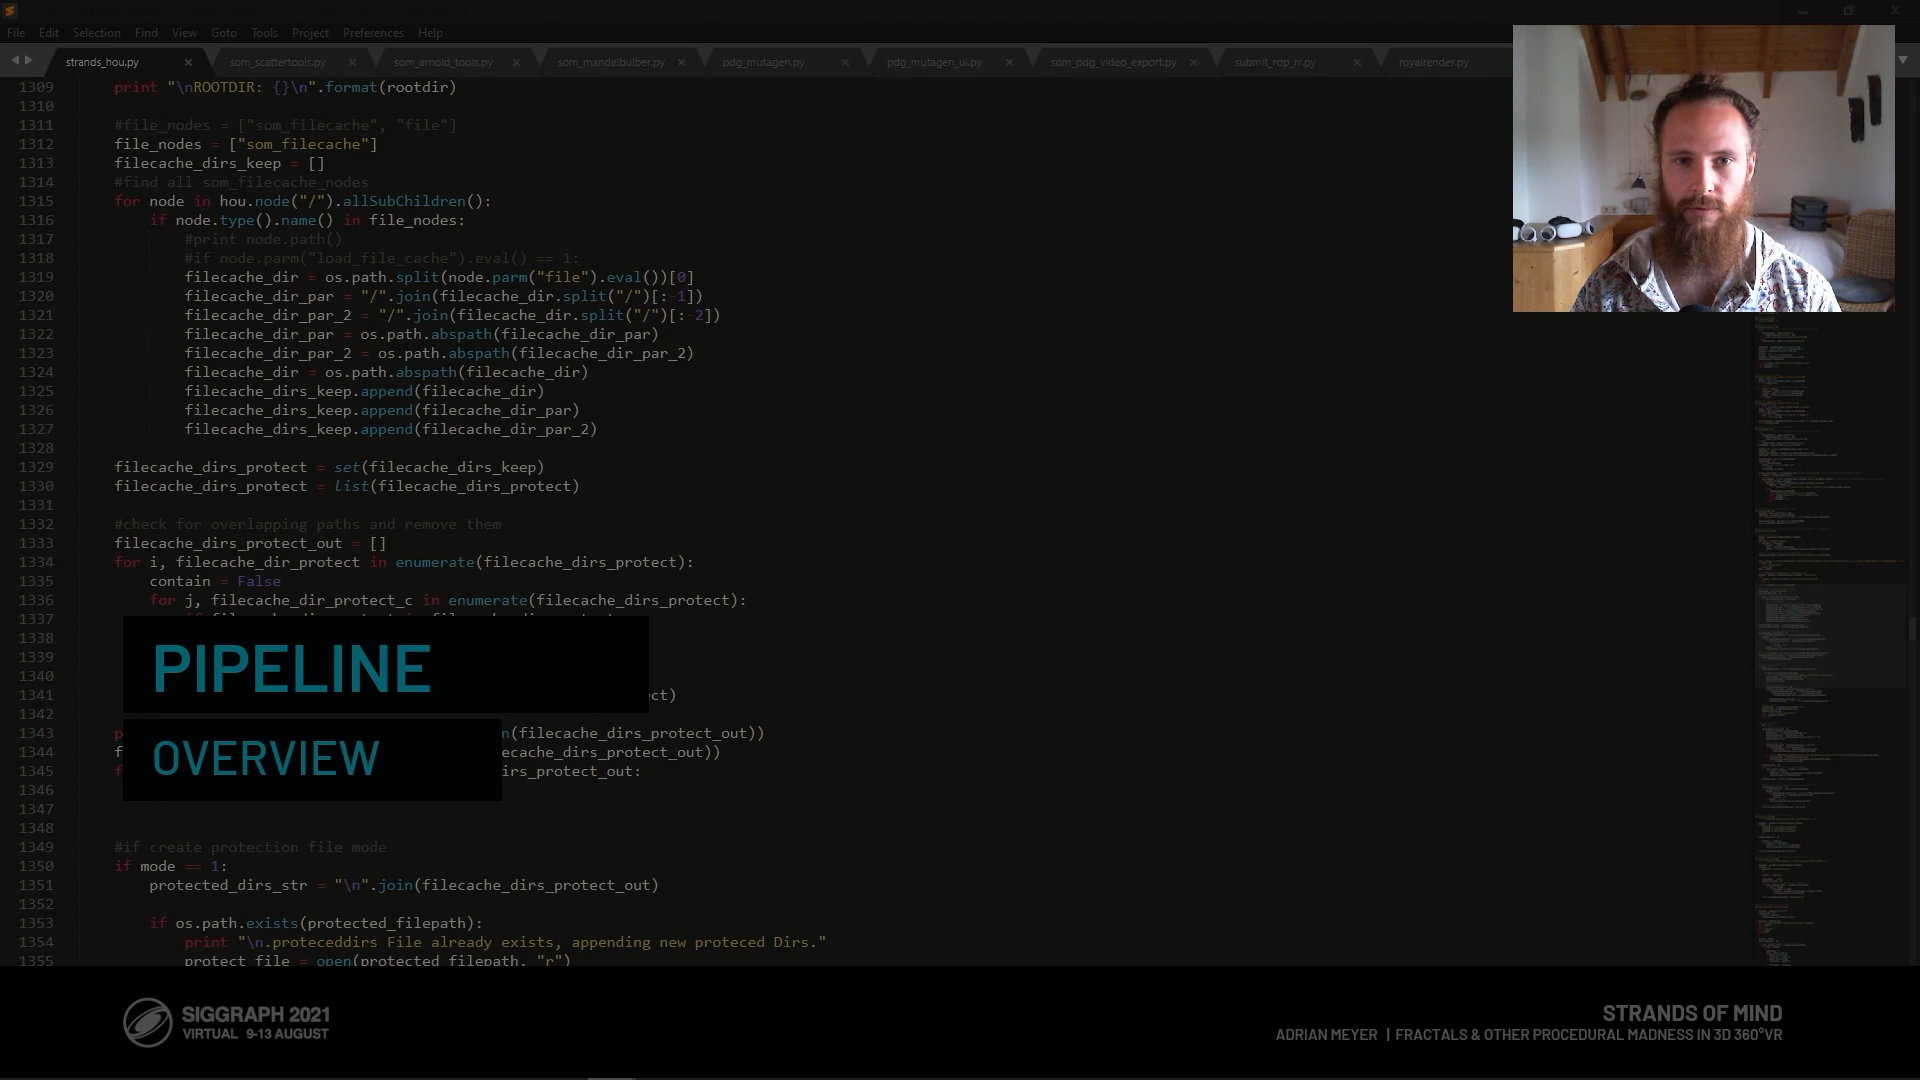 File Edit Selection Find View Goto Tools Project Preferences Help
strands_hou.py × som_scattertools.py × som_arnold_tools.py × som_mandelbulber.py × pdg_mutagen.py × pdg_mutagen_ui.py × som_pdg_video_export.py × submit_rop_rr.py × royalrender.py
1309 print "\nROOTDIR: {}\n".format(rootdir)
1310
1311 #file_nodes = ["som_filecache", "file"]
1312 file_nodes = ["som_filecache"]
1313 filecache_dirs_keep = []
1314 #find all som_filecache_nodes
1315 for node in hou.node("/").allSubChildren():
1316 if node.type().name() in file_nodes:
1317 #print node.path()
1318 #if node.parm("load_file_cache").eval() == 1:
1319 filecache_dir = os.path.split(node.parm("file").eval())[0]
1320 filecache_dir_par = "/".join(filecache_dir.split("/")[:-1])
1321 filecache_dir_par_2 = "/".join(filecache_dir.split("/")[:-2])
1322 filecache_dir_par = os.path.abspath(filecache_dir_par)
1323 filecache_dir_par_2 = os.path.abspath(filecache_dir_par_2)
1324 filecache_dir = os.path.abspath(filecache_dir)
1325 filecache_dirs_keep.append(filecache_dir)
1326 filecache_dirs_keep.append(filecache_dir_par)
1327 filecache_dirs_keep.append(filecache_dir_par_2)
1328
1329 filecache_dirs_protect = set(filecache_dirs_keep)
1330 filecache_dirs_protect = list(filecache_dirs_protect)
1331
1332 #check for overlapping paths and remove them
1333 filecache_dirs_protect_out = []
1334 for i, filecache_dir_protect in enumerate(filecache_dirs_protect):
1335 contain = False
1336 for j, filecache_dir_protect_c in enumerate(filecache_dirs_protect):
1337
1338
1339
1340
1341 ct)
1342
1343 p n(filecache_dirs_protect_out))
1344 f ecache_dirs_protect_out))
1345 f irs_protect_out:
1346
1347
1348
1349 #if create protection file mode
1350 if mode == 1:
1351 protected_dirs_str = "\n".join(filecache_dirs_protect_out)
1352
1353 if os.path.exists(protected_filepath):
1354 print "\n.proteceddirs File already exists, appending new proteced Dirs."
1355 protect_file = open(protected_filepath, "r")
PIPELINE
OVERVIEW
SIGGRAPH 2021
VIRTUAL 9-13 AUGUST
STRANDS OF MIND
ADRIAN MEYER | FRACTALS & OTHER PROCEDURAL MADNESS IN 3D 360°VR